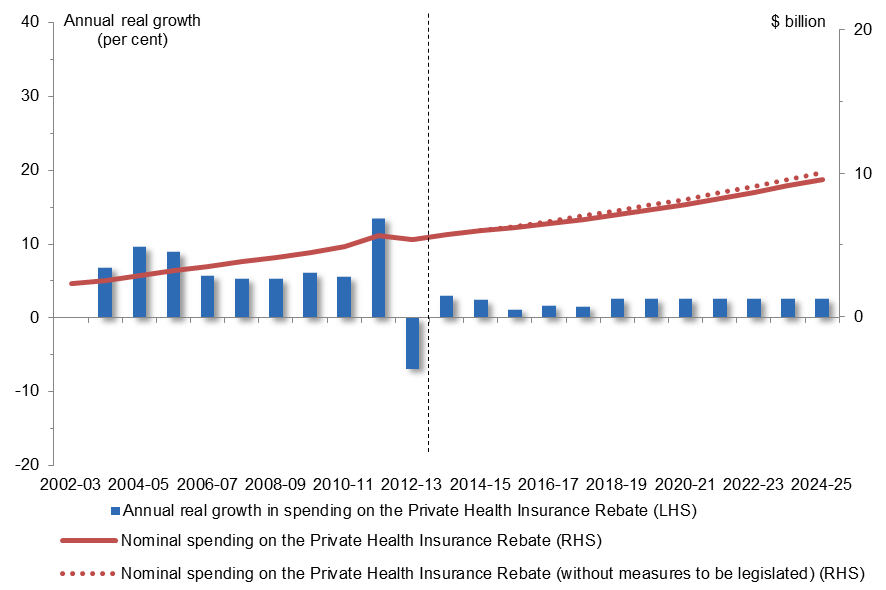 Annual real growth
(per cent)
$ billion
40
30
20
10
0
-10
-20
20
10
0
2002-03 2004-05 2006-07 2008-09 2010-11 2012-13 2014-15 2016-17 2018-19 2020-21 2022-23 2024-25
Annual real growth in spending on the Private Health Insurance Rebate (LHS)
Nominal spending on the Private Health Insurance Rebate (RHS)
Nominal spending on the Private Health Insurance Rebate (without measures to be legislated) (RHS)